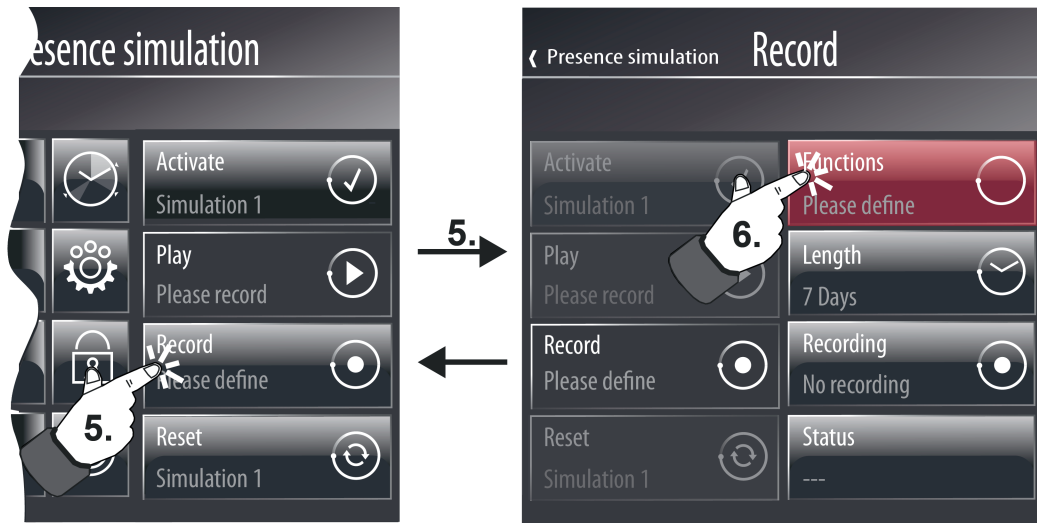 esence simulation
Activate
Simulation 1
Play
Please record
Record
ease define
Reset
Simulation 1
5.
5.
❰ Presence simulation Record
Activate
Simulation 1
Play
Please record
Record
Please define
Reset
Simulation 1
Functions
Please define
Length
7 Days
Recording
No recording
Status
---
6.